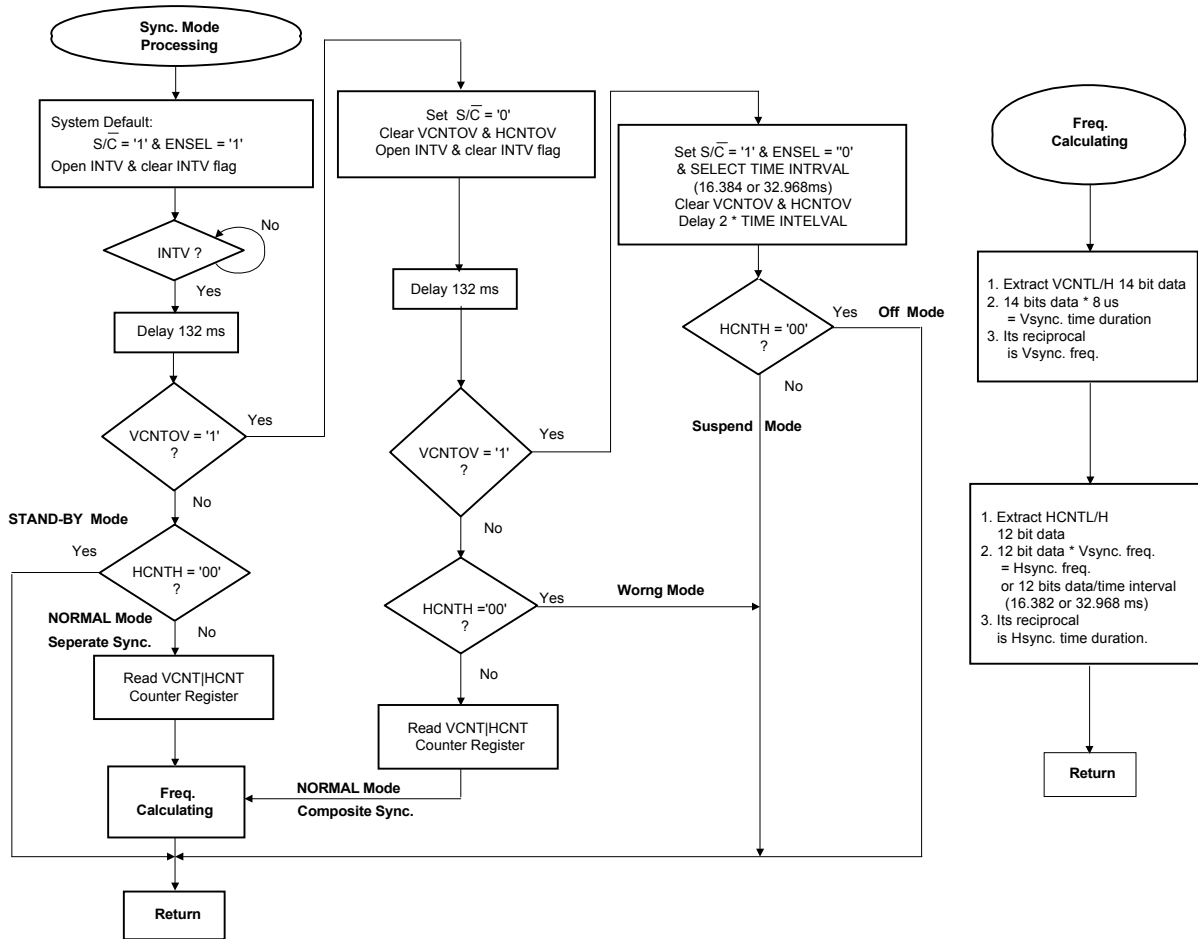 Sync. Mode
Processing
System Default:
S/C̅ = '1' & ENSEL = '1'
Open INTV & clear INTV flag
INTV ?
No
Yes
Delay 132 ms
VCNTOV = '1'
?
Yes
No
STAND-BY Mode
Yes
HCNTH = '00'
?
NORMAL Mode
Seperate Sync.
No
Read VCNT|HCNT
Counter Register
Freq.
Calculating
Return
Set S/C̅ = '0'
Clear VCNTOV & HCNTOV
Open INTV & clear INTV flag
Delay 132 ms
VCNTOV = '1'
?
Yes
No
HCNTH ='00'
?
Yes
Worng Mode
No
Read VCNT|HCNT
Counter Register
NORMAL Mode
Composite Sync.
Set S/C̅ = '1' & ENSEL = "0'
& SELECT TIME INTRVAL
(16.384 or 32.968ms)
Clear VCNTOV & HCNTOV
Delay 2 * TIME INTELVAL
HCNTH = '00'
?
Yes
Off Mode
No
Suspend Mode
Freq.
Calculating
1. Extract VCNTL/H 14 bit data
2. 14 bits data * 8 us
= Vsync. time duration
3. Its reciprocal
is Vsync. freq.
1. Extract HCNTL/H
12 bit data
2. 12 bit data * Vsync. freq.
= Hsync. freq.
or 12 bits data/time interval
(16.382 or 32.968 ms)
3. Its reciprocal
is Hsync. time duration.
Return